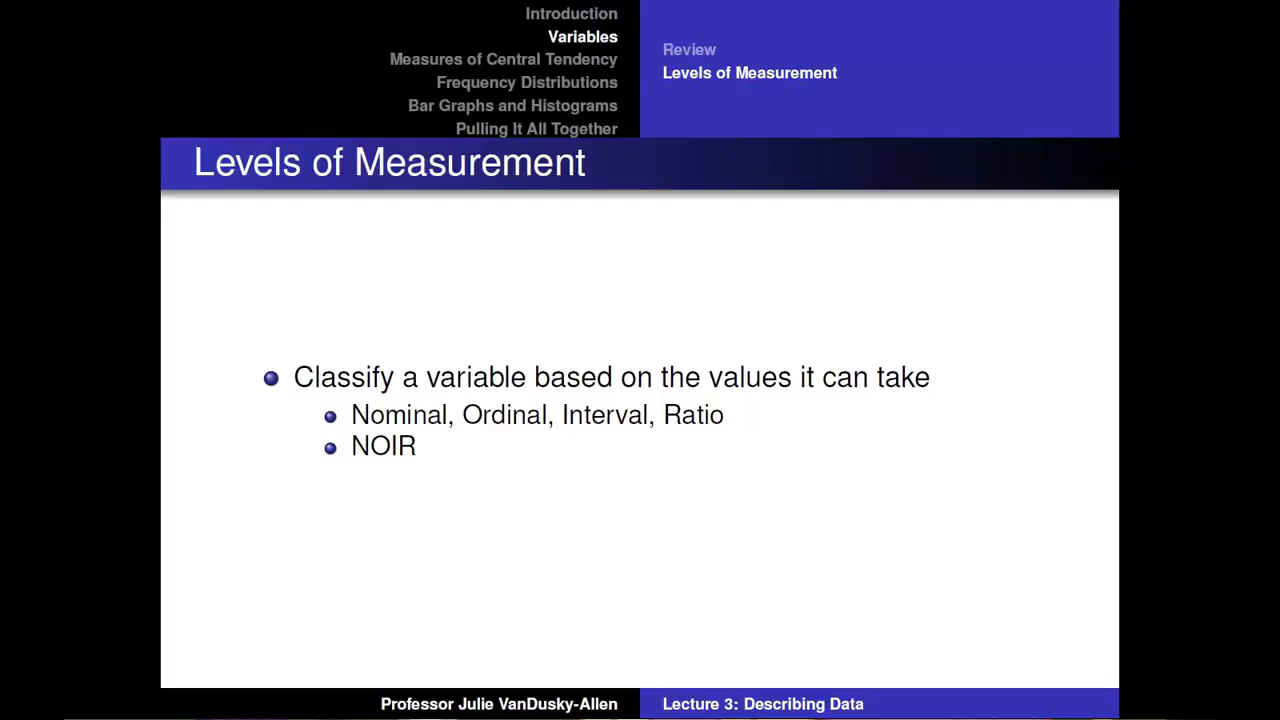 Introduction
Variables
Measures of Central Tendency
Frequency Distributions
Bar Graphs and Histograms
Pulling It All Together
Review
Levels of Measurement
Levels of Measurement
Classify a variable based on the values it can take
Nominal, Ordinal, Interval, Ratio
NOIR
Professor Julie VanDusky-Allen
Lecture 3: Describing Data